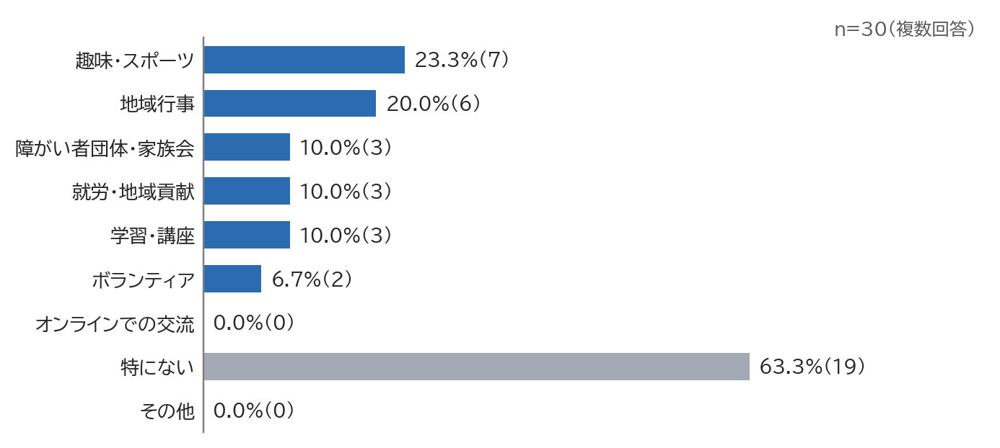 n=30（複数回答）
趣味・スポーツ 23.3%（7）
地域行事 20.0%（6）
障がい者団体・家族会 10.0%（3）
就労・地域貢献 10.0%（3）
学習・講座 10.0%（3）
ボランティア 6.7%（2）
オンラインでの交流 0.0%（0）
特にない 63.3%（19）
その他 0.0%（0）